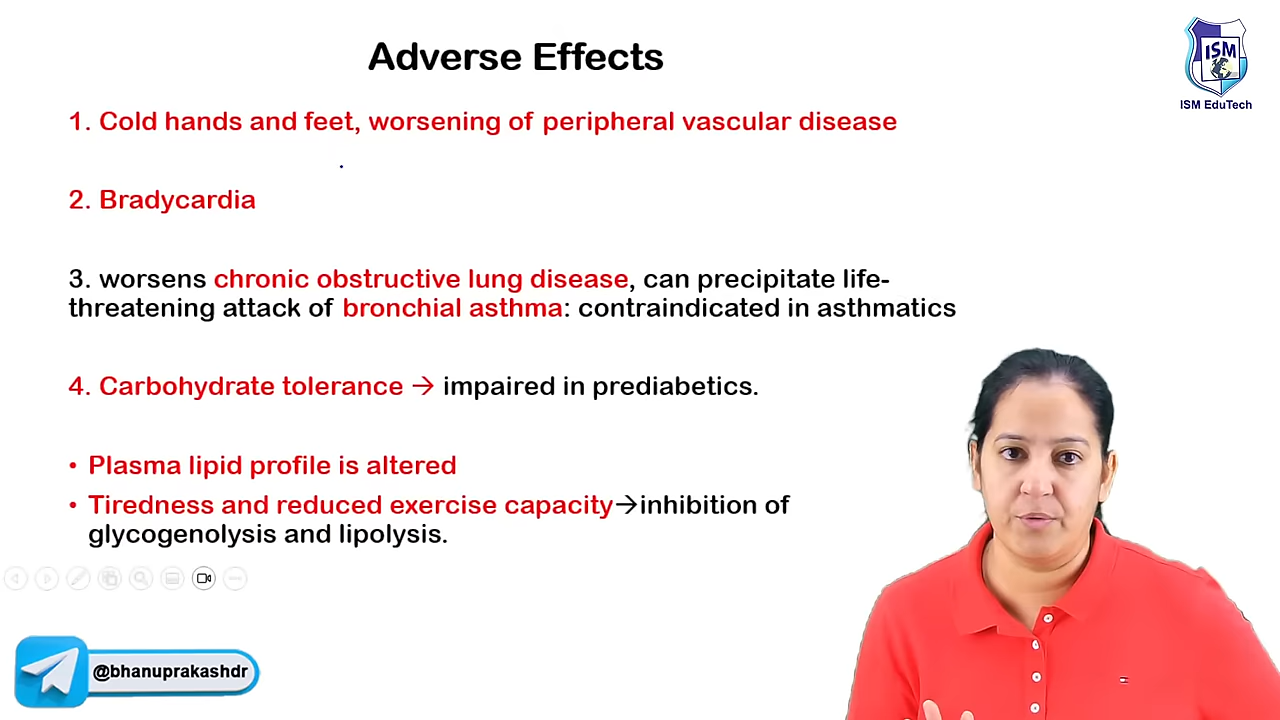 Adverse Effects
ISM
ISM EduTech
1. Cold hands and feet, worsening of peripheral vascular disease
2. Bradycardia
3. worsens chronic obstructive lung disease, can precipitate life-
threatening attack of bronchial asthma: contraindicated in asthmatics
4. Carbohydrate tolerance → impaired in prediabetics.
• Plasma lipid profile is altered
• Tiredness and reduced exercise capacity→inhibition of
glycogenolysis and lipolysis.
@bhanuprakashdr